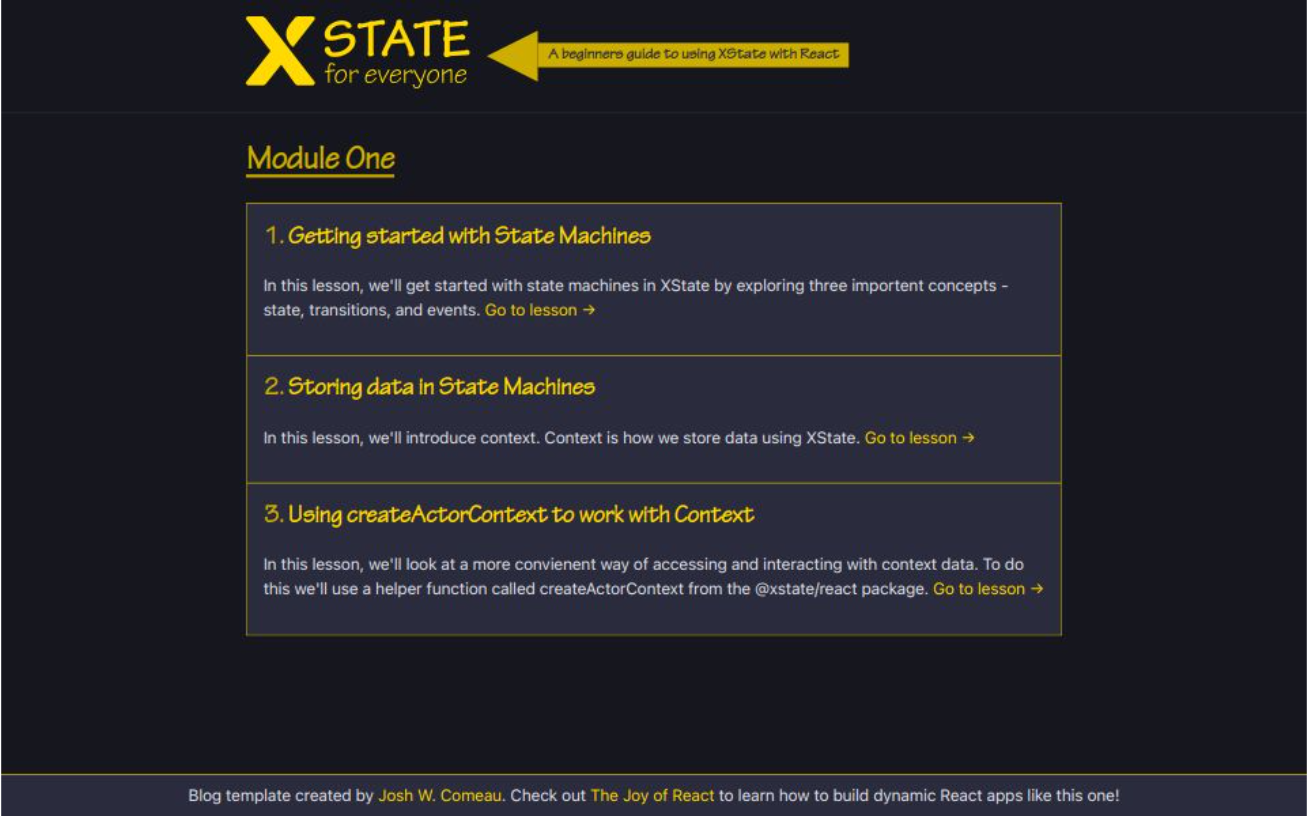 X STATE
for everyone
A beginners guide to using XState with React
Module One
1. Getting started with State Machines
In this lesson, we'll get started with state machines in XState by exploring three importent concepts -
state, transitions, and events. Go to lesson →
2. Storing data in State Machines
In this lesson, we'll introduce context. Context is how we store data using XState. Go to lesson →
3. Using createActorContext to work with Context
In this lesson, we'll look at a more convienent way of accessing and interacting with context data. To do
this we'll use a helper function called createActorContext from the @xstate/react package. Go to lesson →
Blog template created by Josh W. Comeau. Check out The Joy of React to learn how to build dynamic React apps like this one!